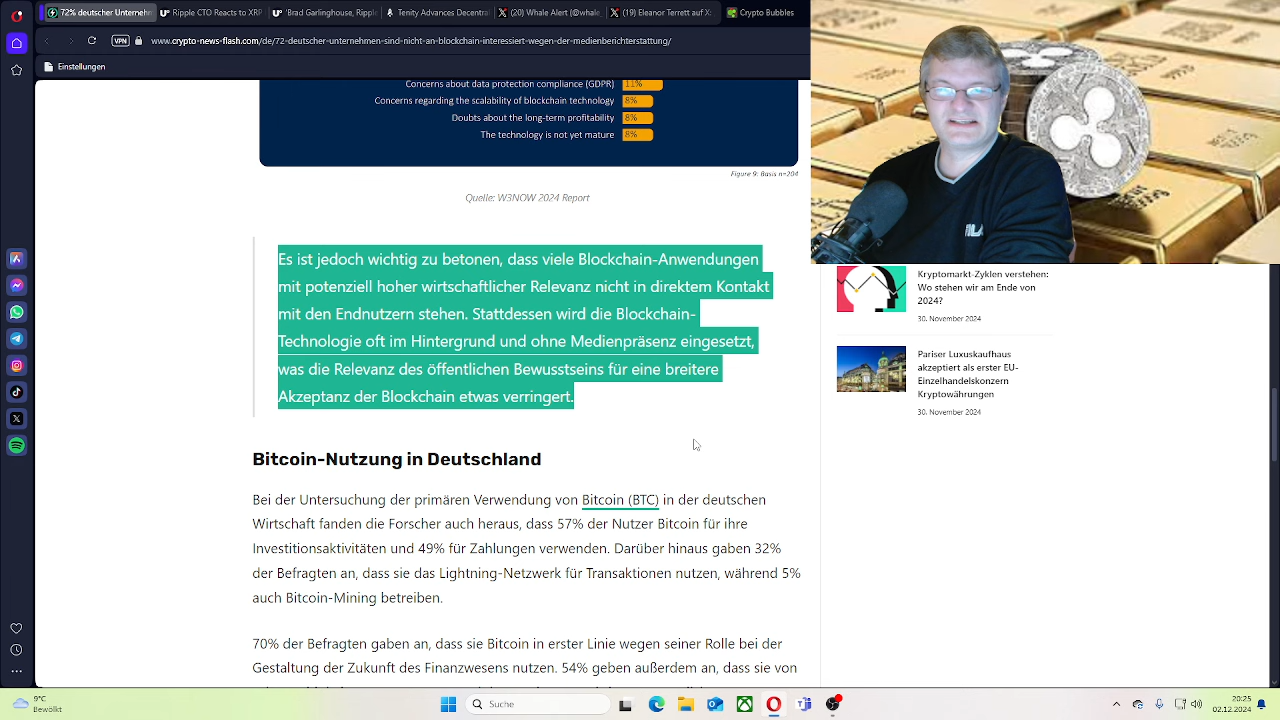 72% deutscher Unternehm
Ripple CTO Reacts to XRP
Brad Garlinghouse, Ripple
Tenity Advances Decentra
(20) Whale Alert (@whale_
(19) Eleanor Terrett auf X:
Crypto Bubbles
VPN
www.crypto-news-flash.com/de/72-deutscher-unternehmen-sind-nicht-an-blockchain-interessiert-wegen-der-medienberichterstattung/
Einstellungen
Concerns about data protection compliance (GDPR) 11%
Concerns regarding the scalability of blockchain technology 8%
Doubts about the long-term profitability 8%
The technology is not yet mature 8%
Figure 9: Basis n=204
Quelle: W3NOW 2024 Report
Es ist jedoch wichtig zu betonen, dass viele Blockchain-Anwendungen
mit potenziell hoher wirtschaftlicher Relevanz nicht in direktem Kontakt
mit den Endnutzern stehen. Stattdessen wird die Blockchain-
Technologie oft im Hintergrund und ohne Medienpräsenz eingesetzt,
was die Relevanz des öffentlichen Bewusstseins für eine breitere
Akzeptanz der Blockchain etwas verringert.
Bitcoin-Nutzung in Deutschland
Bei der Untersuchung der primären Verwendung von Bitcoin (BTC) in der deutschen
Wirtschaft fanden die Forscher auch heraus, dass 57% der Nutzer Bitcoin für ihre
Investitionsaktivitäten und 49% für Zahlungen verwenden. Darüber hinaus gaben 32%
der Befragten an, dass sie das Lightning-Netzwerk für Transaktionen nutzen, während 5%
auch Bitcoin-Mining betreiben.
70% der Befragten gaben an, dass sie Bitcoin in erster Linie wegen seiner Rolle bei der
Gestaltung der Zukunft des Finanzwesens nutzen. 54% geben außerdem an, dass sie von
FILA
Kryptomarkt-Zyklen verstehen:
Wo stehen wir am Ende von
2024?
30. November 2024
Pariser Luxuskaufhaus
akzeptiert als erster EU-
Einzelhandelskonzern
Kryptowährungen
30. November 2024
9°C
Bewölkt
Suche
20:25
02.12.2024